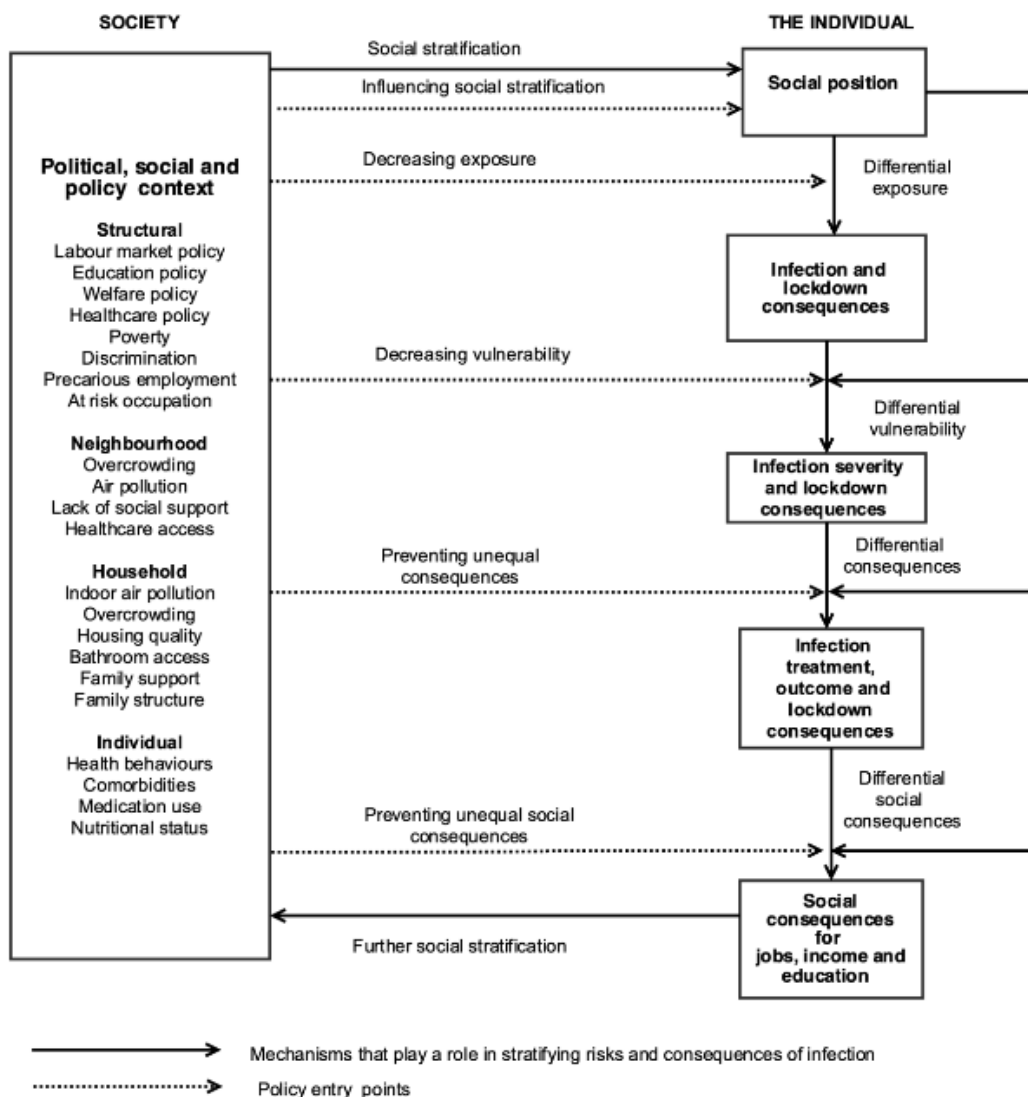 SOCIETY
THE INDIVIDUAL
Social stratification
Influencing social stratification
Social position
Political, social and
policy context
Decreasing exposure
Differential
exposure
Structural
Labour market policy
Education policy
Welfare policy
Healthcare policy
Poverty
Discrimination
Precarious employment
At risk occupation
Infection and
lockdown
consequences
Decreasing vulnerability
Differential
vulnerability
Neighbourhood
Overcrowding
Air pollution
Lack of social support
Healthcare access
Infection severity
and lockdown
consequences
Preventing unequal
consequences
Differential
consequences
Household
Indoor air pollution
Overcrowding
Housing quality
Bathroom access
Family support
Family structure
Infection
treatment,
outcome and
lockdown
consequences
Individual
Health behaviours
Comorbidities
Medication use
Nutritional status
Preventing unequal social
consequences
Differential
social
consequences
Social
consequences
for
jobs, income and
education
Further social stratification
Mechanisms that play a role in stratifying risks and consequences of infection
Policy entry points